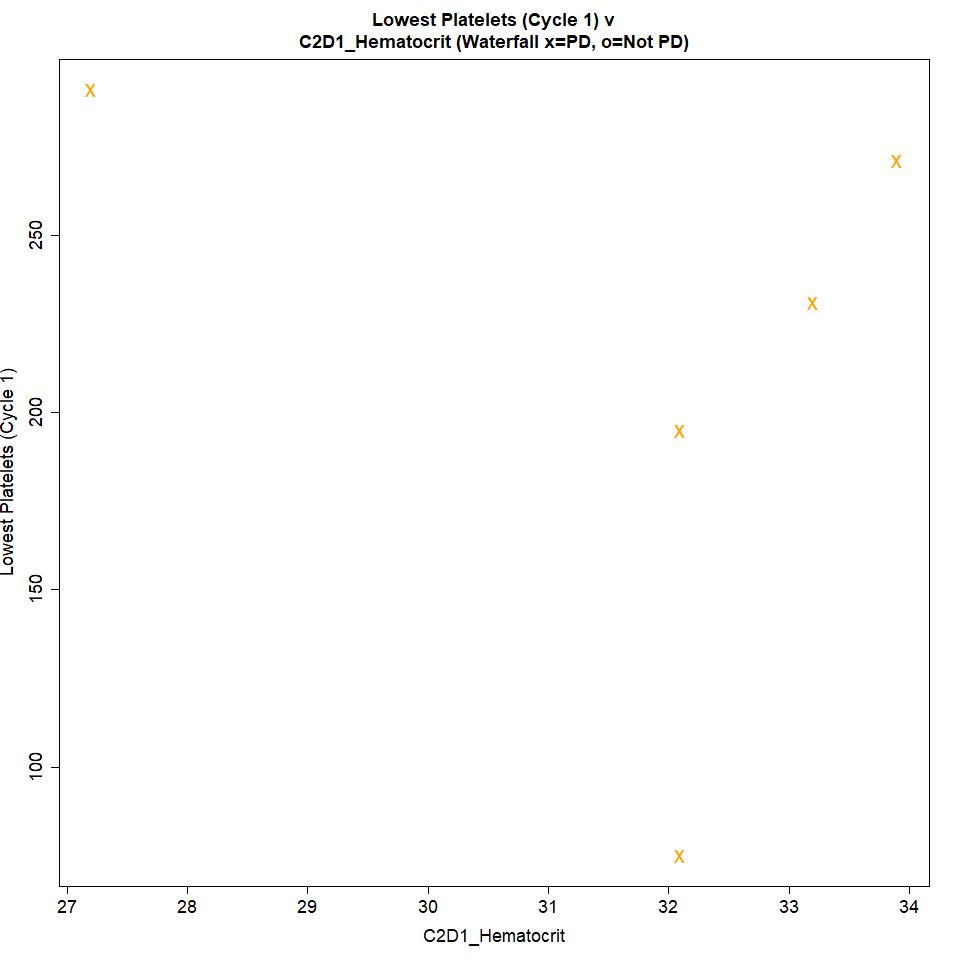 Lowest Platelets (Cycle 1) v
C2D1_Hematocrit (Waterfall x=PD, o=Not PD)
X
X
250
X
200
X
Lowest Platelets (Cycle 1)
150
100
X
27 28 29 30 31 32 33 34
C2D1_Hematocrit